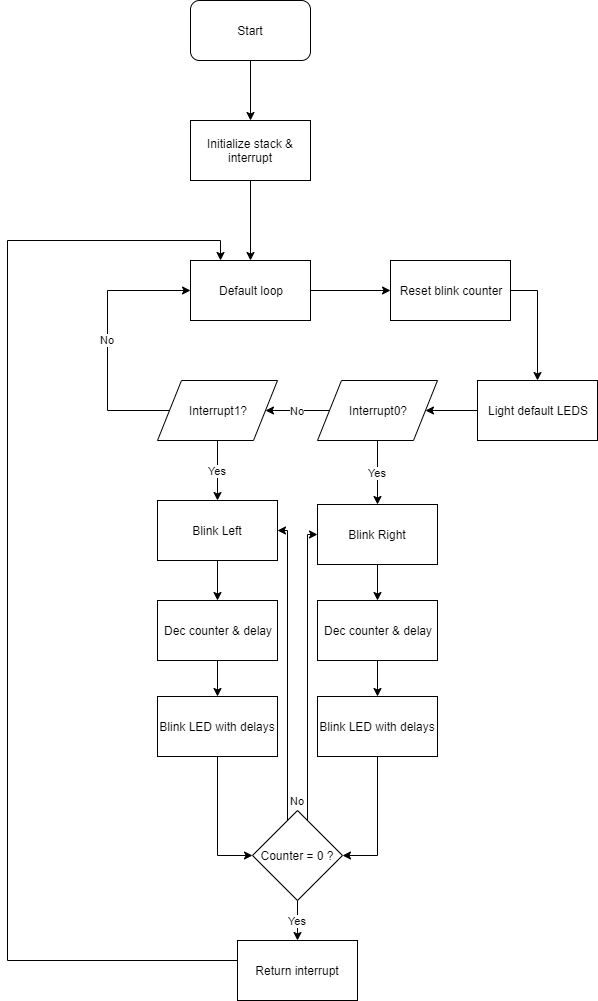 Start
Initialize stack &
interrupt
Default loop
Reset blink counter
No
Interrupt1?
No
Interrupt0?
Light default LEDS
Yes
Yes
Blink Left
Blink Right
Dec counter & delay
Dec counter & delay
Blink LED with delays
Blink LED with delays
No
Counter = 0 ?
Yes
Return interrupt